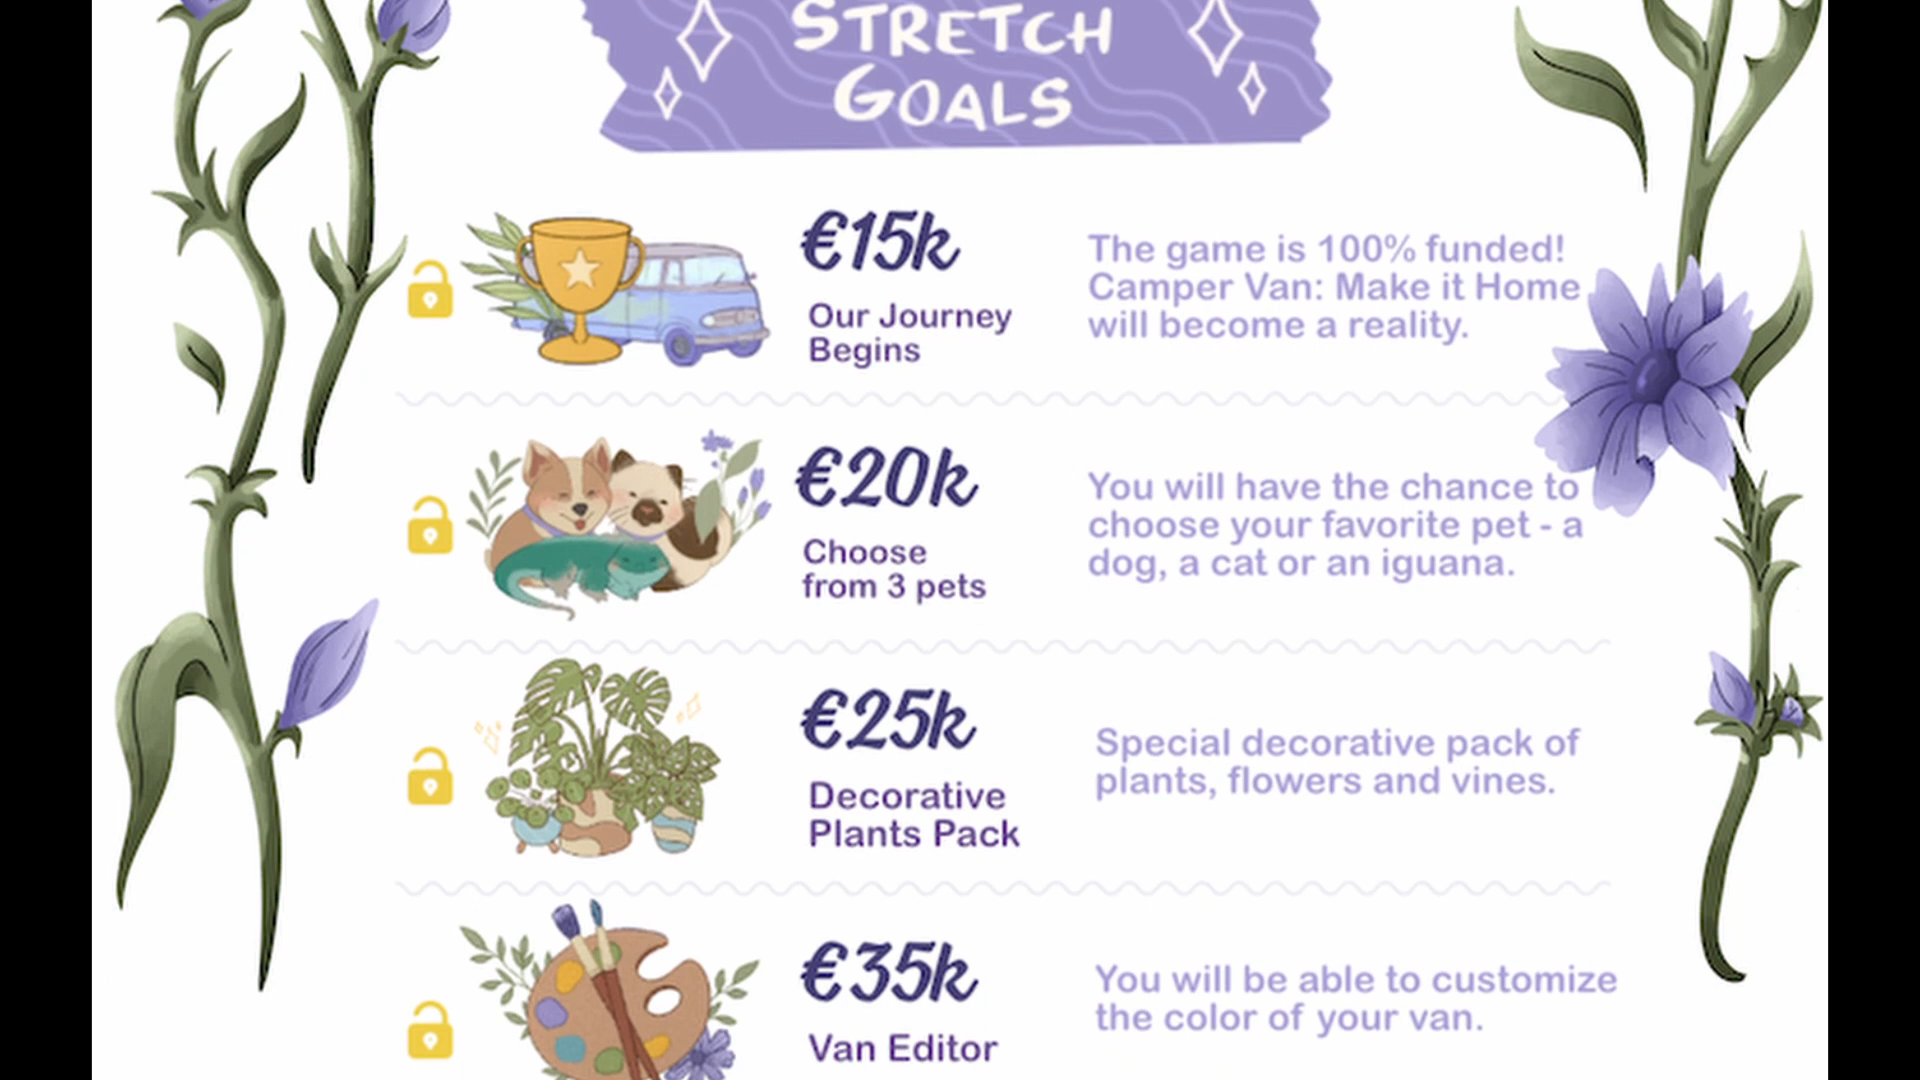 STRETCH
GOALS
€15k
Our Journey
Begins
The game is 100% funded!
Camper Van: Make it Home
will become a reality.
€20k
Choose
from 3 pets
You will have the chance to
choose your favorite pet - a
dog, a cat or an iguana.
€25k
Decorative
Plants Pack
Special decorative pack of
plants, flowers and vines.
€35k
Van Editor
You will be able to customize
the color of your van.